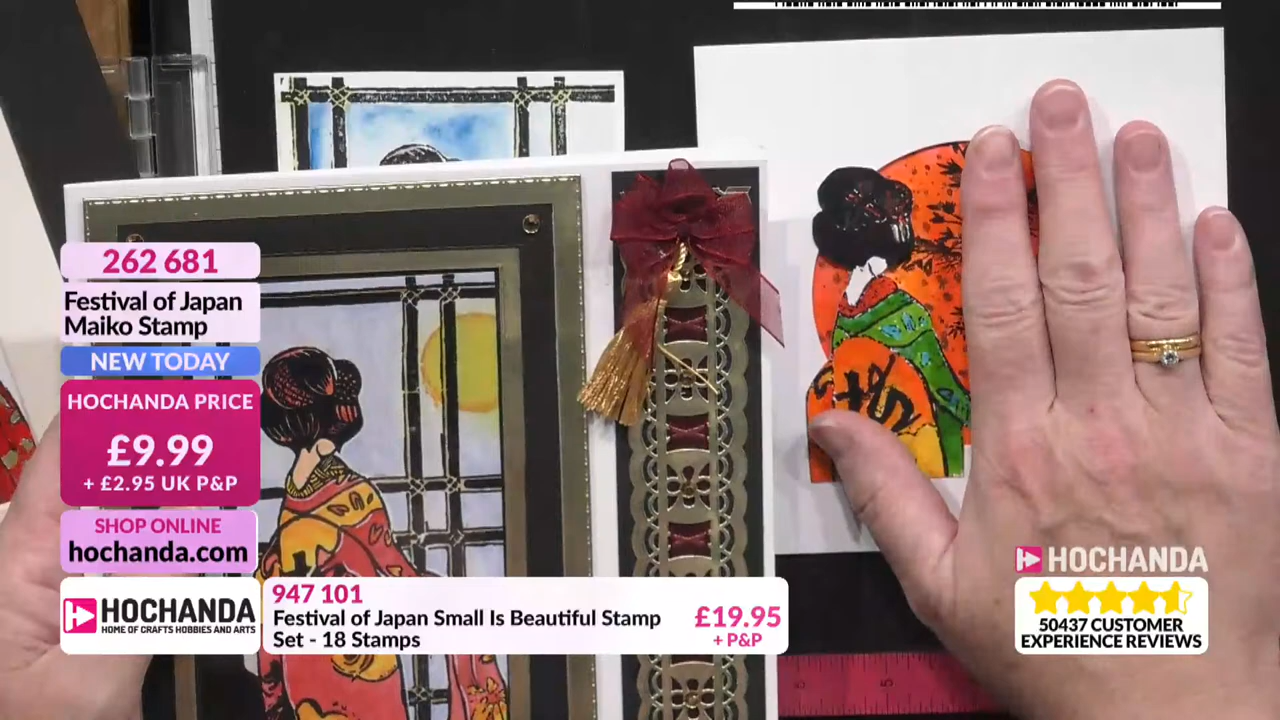 262 681
Festival of Japan
Maiko Stamp
NEW TODAY
HOCHANDA PRICE
£9.99
+ £2.95 UK P&P
SHOP ONLINE
hochanda.com
HOCHANDA
HOME OF CRAFTS HOBBIES AND ARTS
947 101
Festival of Japan Small Is Beautiful Stamp
Set - 18 Stamps
£19.95
+ P&P
HOCHANDA
50437 CUSTOMER
EXPERIENCE REVIEWS
6
5